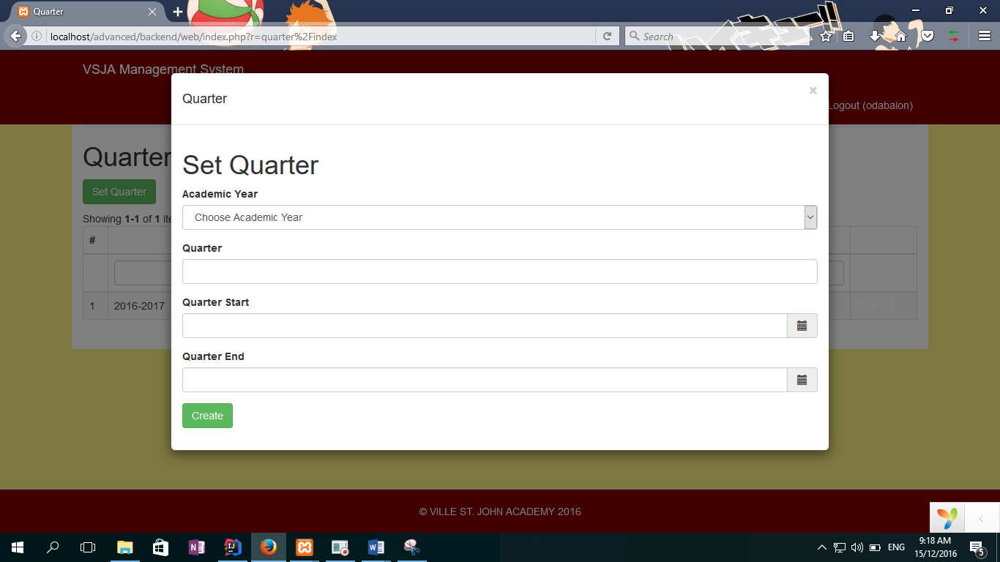 Quarter
localhost/advanced/backend/web/index.php?r=quarter%2Findex
Search
VSJA Management System
Logout (odabalon)
Quarter
×
Quarter
Set Quarter
Showing 1-1 of 1 ite
#
1 2016-2017
Set Quarter
Academic Year
Choose Academic Year
Quarter
Quarter Start
Quarter End
Create
© VILLE ST. JOHN ACADEMY 2016
ENG
9:18 AM
15/12/2016
5